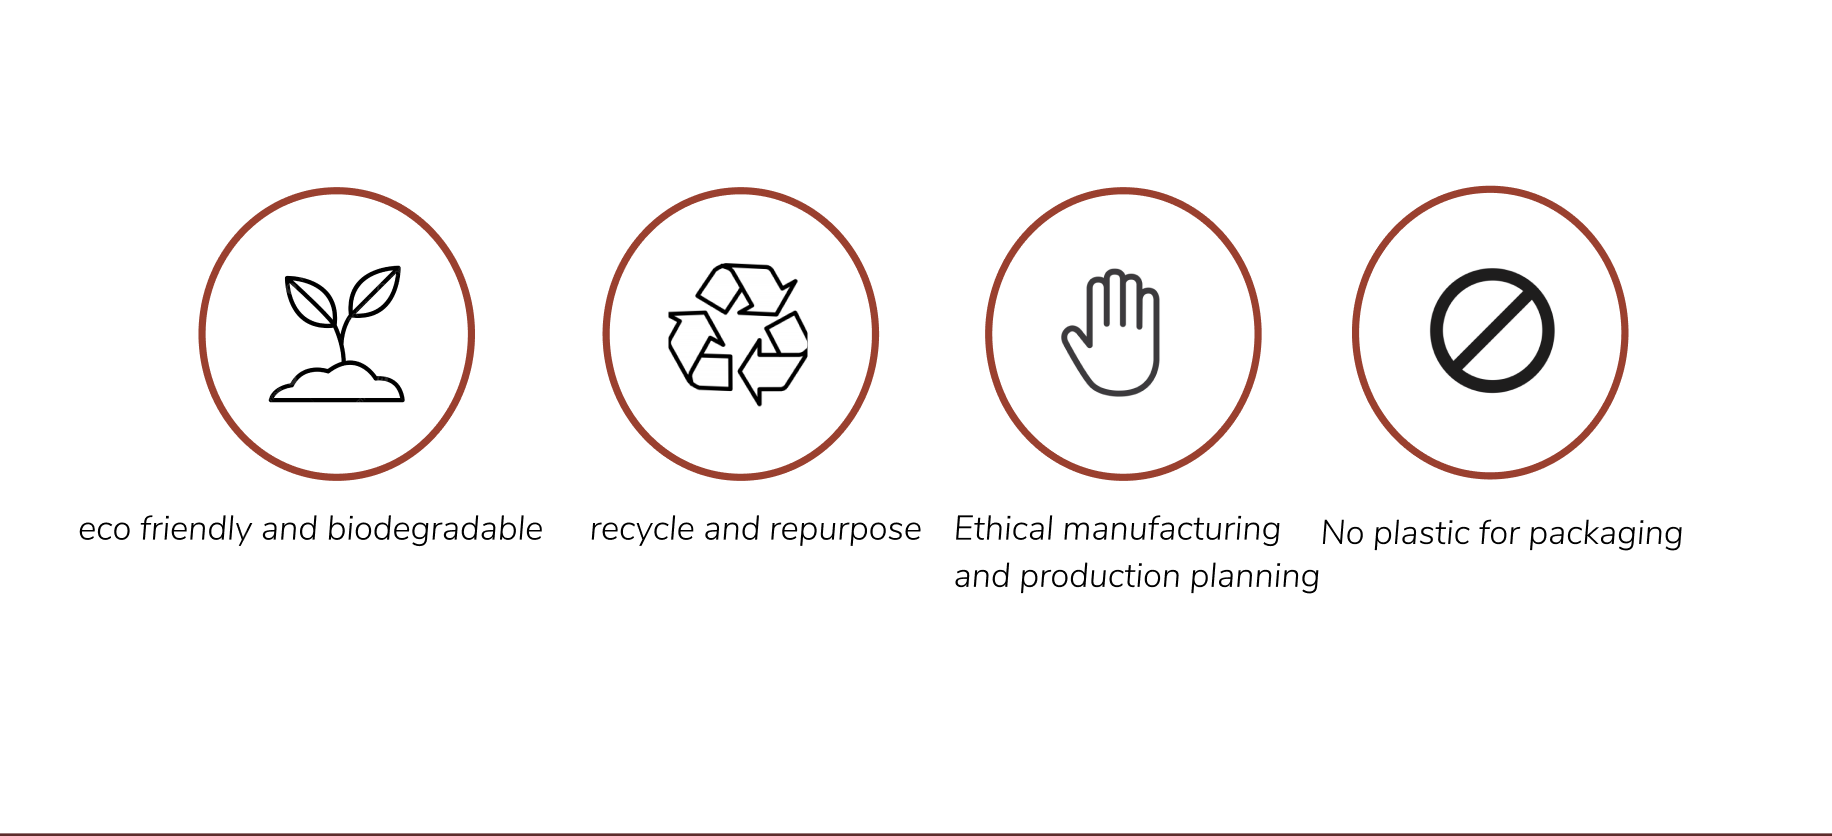 eco friendly and biodegradable
recycle and repurpose
Ethical manufacturing
and production planning
No plastic for packaging